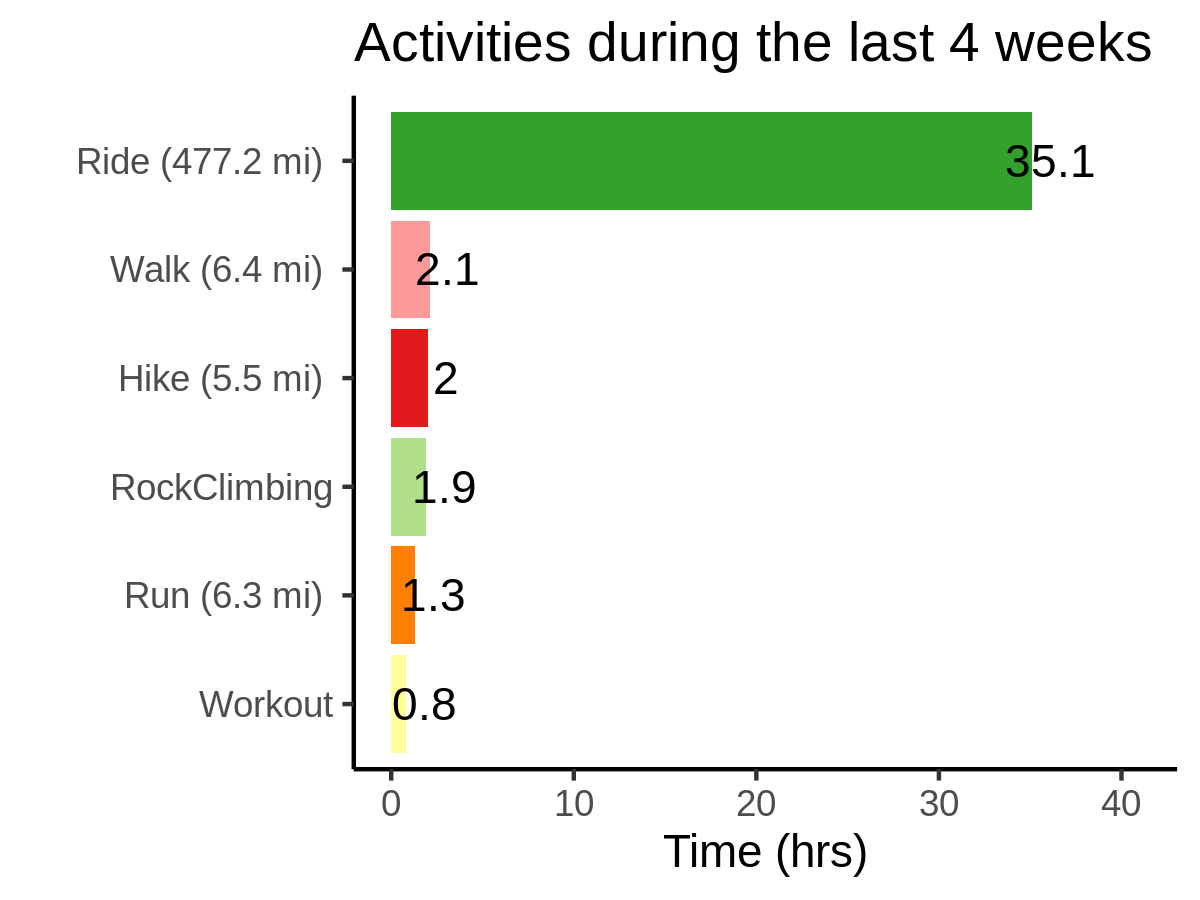 Activities during the last 4 weeks
Ride (477.2 mi) 35.1
Walk (6.4 mi) 2.1
Hike (5.5 mi) 2
RockClimbing 1.9
Run (6.3 mi) 1.3
Workout 0.8
0 10 20 30 40
Time (hrs)